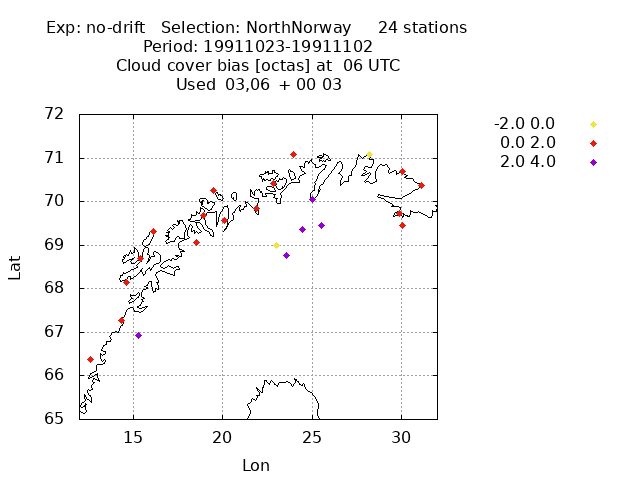 Exp: no-drift   Selection: NorthNorway     24 stations
Period: 19911023-19911102
Cloud cover bias [octas] at  06 UTC
Used  03,06  + 00 03
-2.0 0.0
0.0 2.0
2.0 4.0
72
71
70
69
68
67
66
65
Lat
15
20
25
30
Lon